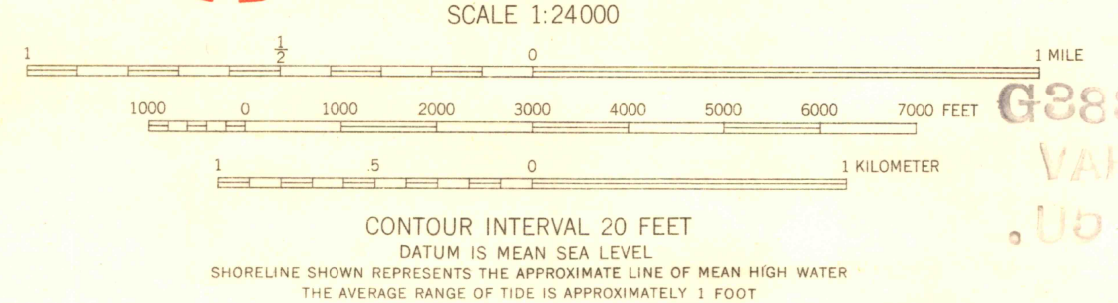 SCALE 1:24000
1 ½ 0 1 MILE
1000 0 1000 2000 3000 4000 5000 6000 7000 FEET
1 .5 0 1 KILOMETER
CONTOUR INTERVAL 20 FEET
DATUM IS MEAN SEA LEVEL
SHORELINE SHOWN REPRESENTS THE APPROXIMATE LINE OF MEAN HIGH WATER
THE AVERAGE RANGE OF TIDE IS APPROXIMATELY 1 FOOT